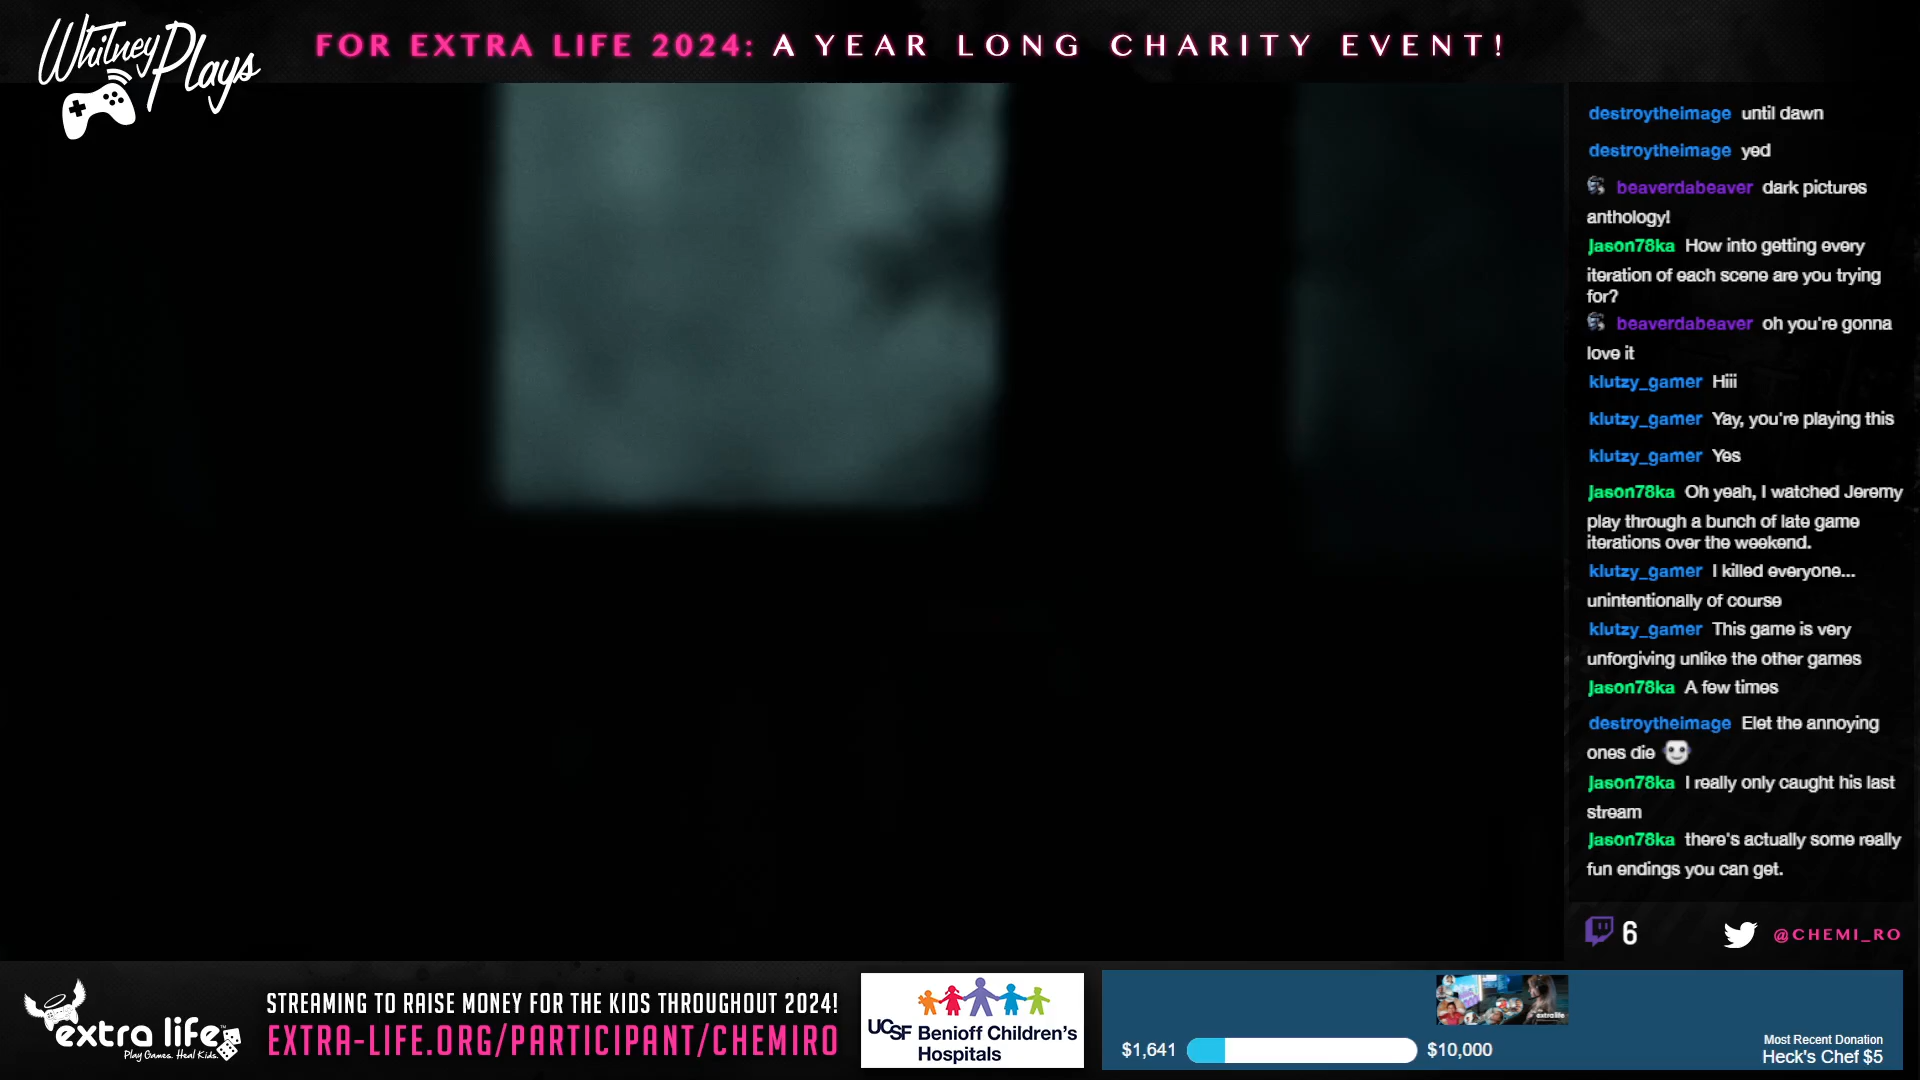 Whitney Plays
FOR EXTRA LIFE 2024: A YEAR LONG CHARITY EVENT!
destroytheimage until dawn
destroytheimage yed
beaverdabeaver dark pictures
anthology!
Jason78ka How into getting every
iteration of each scene are you trying
for?
beaverdabeaver oh you're gonna
love it
klutzy_gamer Hiii
klutzy_gamer Yay, you're playing this
klutzy_gamer Yes
Jason78ka Oh yeah, I watched Jeremy
play through a bunch of late game
iterations over the weekend.
klutzy_gamer I killed everyone...
unintentionally of course
klutzy_gamer This game is very
unforgiving unlike the other games
Jason78ka A few times
destroytheimage Elet the annoying
ones die
Jason78ka I really only caught his last
stream
Jason78ka there's actually some really
fun endings you can get.
6 @CHEMI_RO
extra life
Play Games. Heal Kids.
STREAMING TO RAISE MONEY FOR THE KIDS THROUGHOUT 2024!
EXTRA-LIFE.ORG/PARTICIPANT/CHEMIRO
UCSF Benioff Children's
Hospitals
$1,641 $10,000
Most Recent Donation
Heck's Chef $5